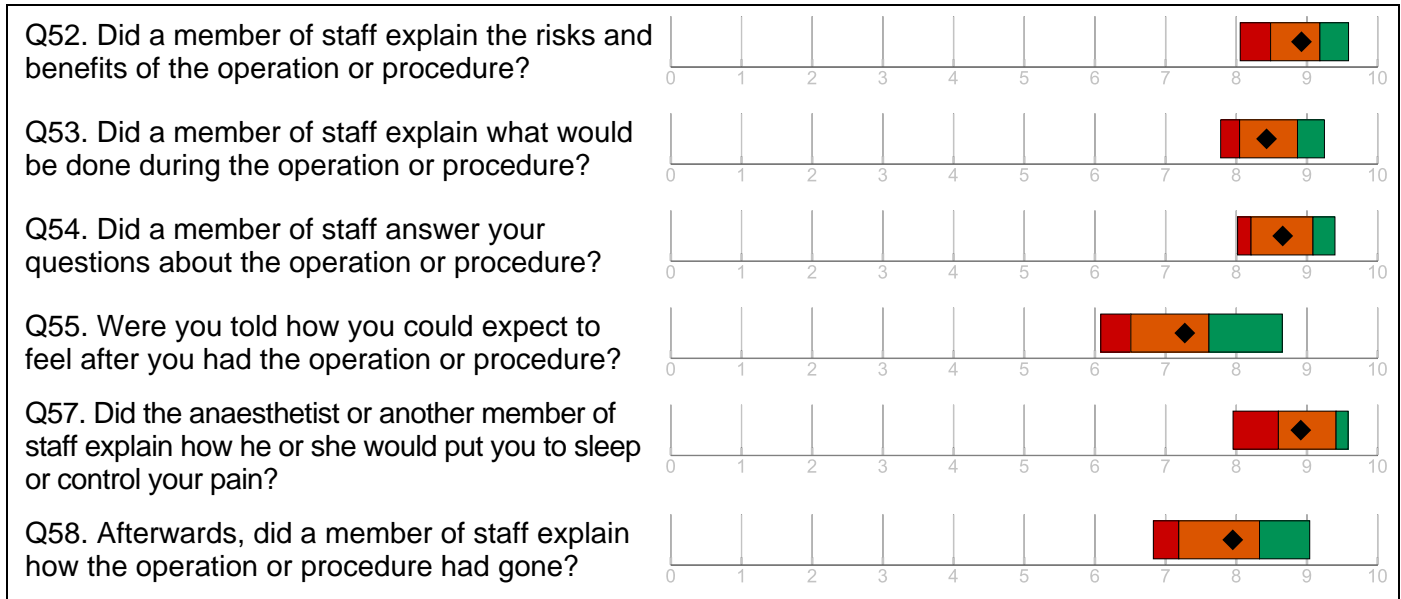 Q52. Did a member of staff explain the risks and
benefits of the operation or procedure?
0 1 2 3 4 5 6 7 8 9 10
Q53. Did a member of staff explain what would
be done during the operation or procedure?
0 1 2 3 4 5 6 7 8 9 10
Q54. Did a member of staff answer your
questions about the operation or procedure?
0 1 2 3 4 5 6 7 8 9 10
Q55. Were you told how you could expect to
feel after you had the operation or procedure?
0 1 2 3 4 5 6 7 8 9 10
Q57. Did the anaesthetist or another member of
staff explain how he or she would put you to sleep
or control your pain?
0 1 2 3 4 5 6 7 8 9 10
Q58. Afterwards, did a member of staff explain
how the operation or procedure had gone?
0 1 2 3 4 5 6 7 8 9 10